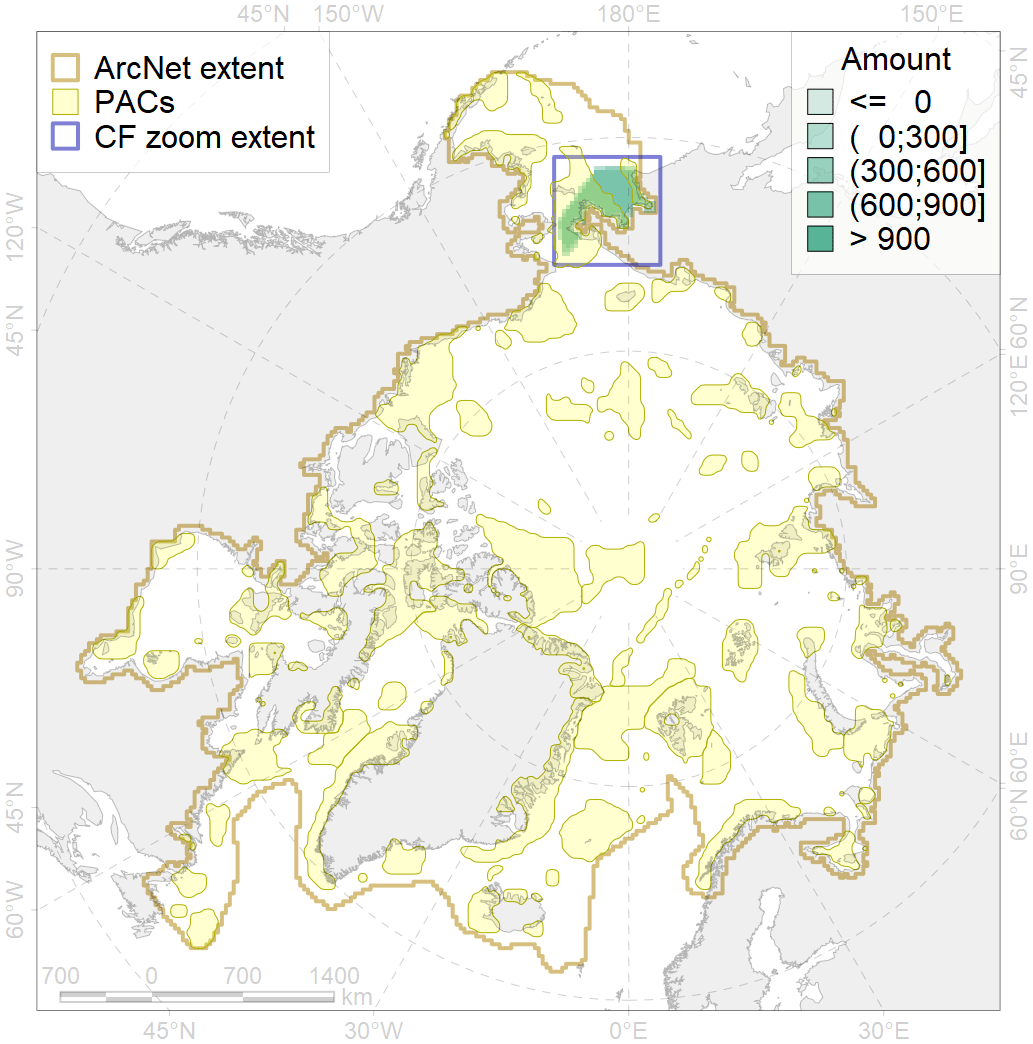 45°N 150°W 180°E 150°E
ArcNet extent
PACs
CF zoom extent
Amount
<= 0
( 0;300]
(300;600]
(600;900]
> 900
45°N
120°W
45°N
60°N
120°E
90°W
90°E
45°N
60°N
60°W
60°E
700 0 700 1400
km
45°N 30°W 0°E 30°E